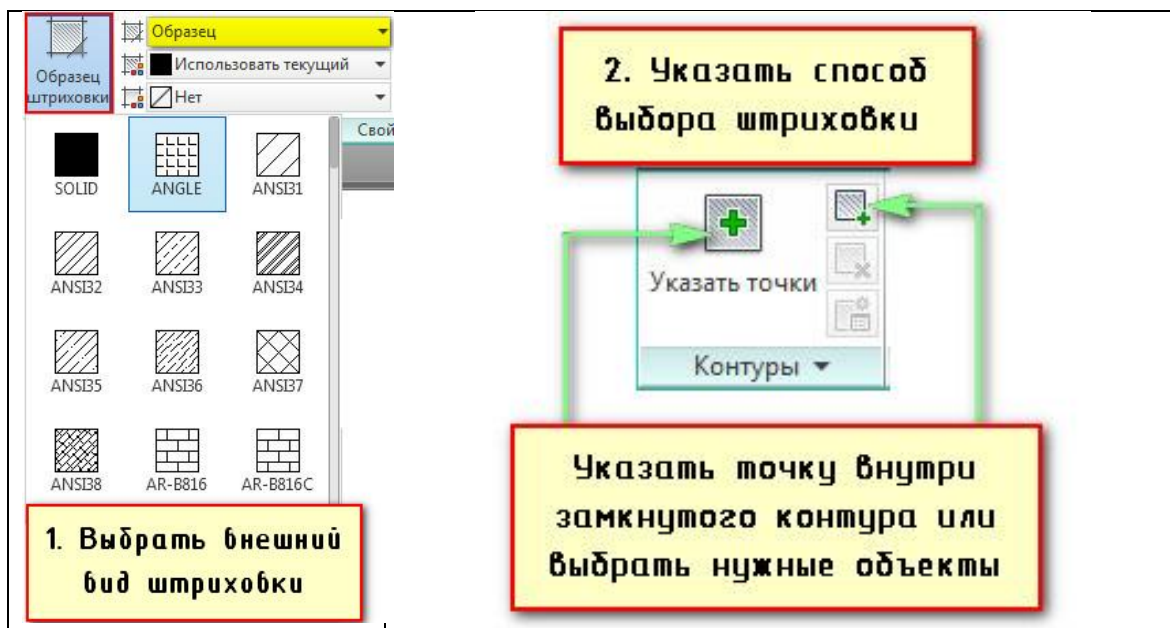 Образец
штриховки
Образец
Использовать текущий
Нет
Свой
SOLID ANGLE ANSI31
ANSI32 ANSI33 ANSI34
ANSI35 ANSI36 ANSI37
ANSI38 AR-B816 AR-B816C
1. Выбрать внешний
вид штриховки
2. Указать способ
выбора штриховки
Указать точки
Контуры
Указать точку внутри
замкнутого контура или
выбрать нужные объекты